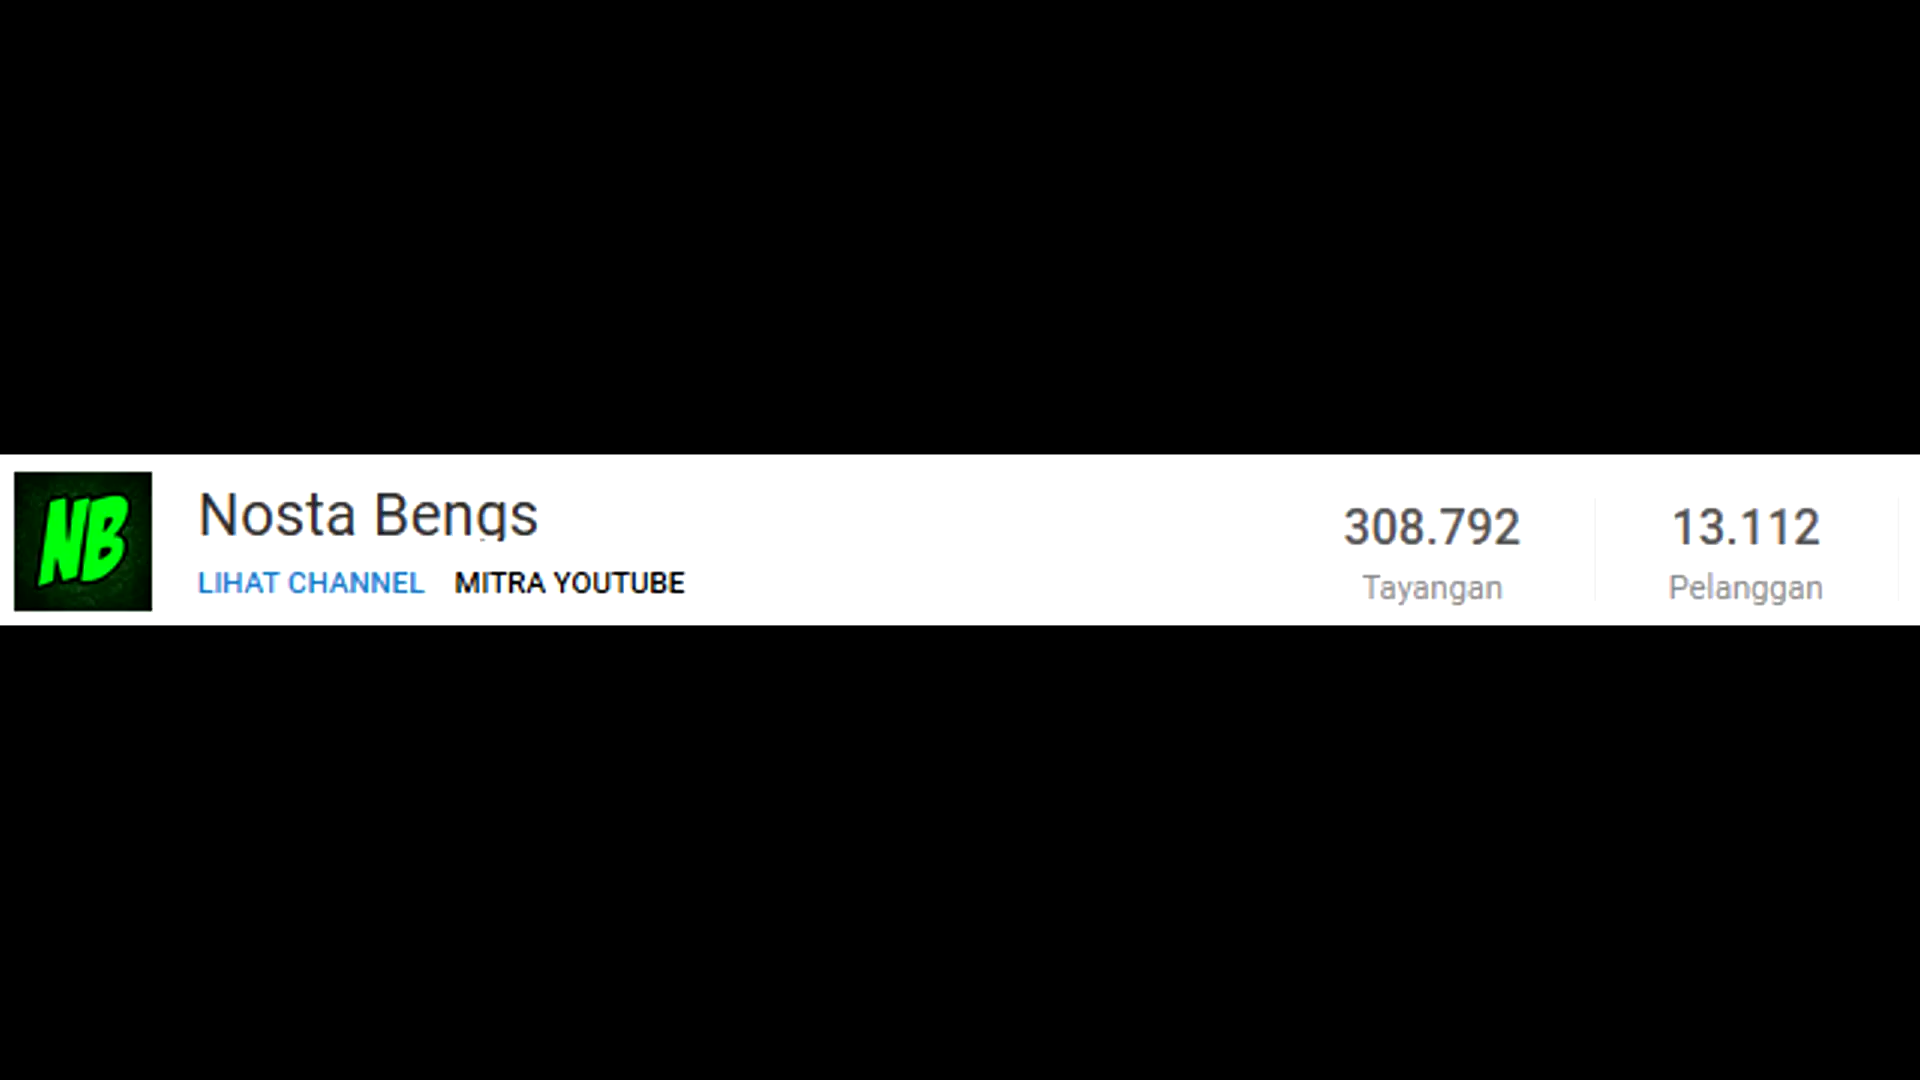 NB
Nosta Bengs
LIHAT CHANNEL MITRA YOUTUBE
308.792
Tayangan
13.112
Pelanggan